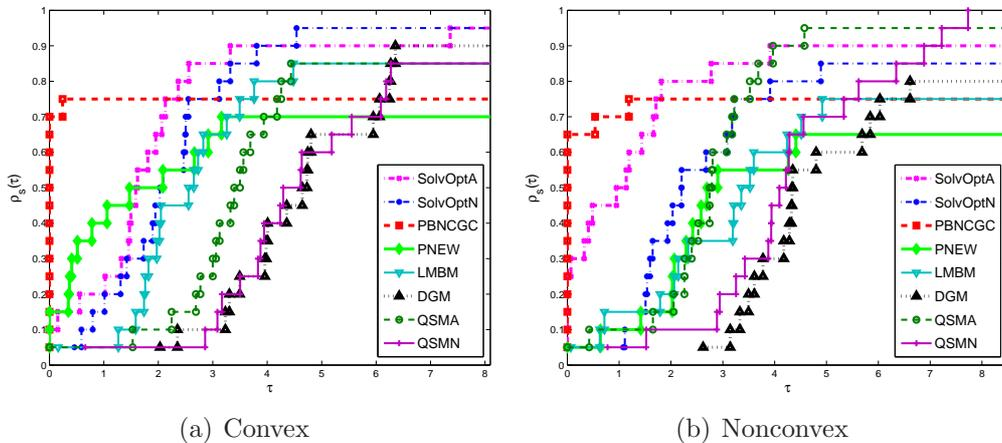 1
0.9
0.8
0.7
0.6
0.5
0.4
0.3
0.2
0.1
0
ρs(τ)
0 1 2 3 4 5 6 7 8
τ
SolvOptA
SolvOptN
PBNCGC
PNEW
LMBM
DGM
QSMA
QSMN
(a) Convex
1
0.9
0.8
0.7
0.6
0.5
0.4
0.3
0.2
0.1
0
ρs(τ)
0 1 2 3 4 5 6 7 8
τ
SolvOptA
SolvOptN
PBNCGC
PNEW
LMBM
DGM
QSMA
QSMN
(b) Nonconvex